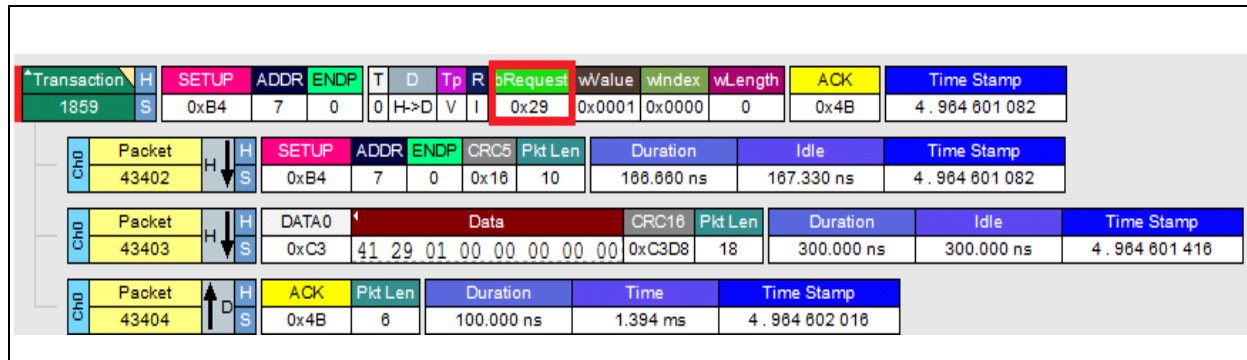 Transaction H SETUP ADDR ENDP T D Tp R bRequest wValue wIndex wLength ACK Time Stamp
1859 S 0xB4 7 0 0 H->D V I 0x29 0x0001 0x0000 0 0x4B 4 . 964 601 082
Ch0 Packet H H SETUP ADDR ENDP CRC5 Pkt Len Duration Idle Time Stamp
43402 S 0xB4 7 0 0x16 10 166.660 ns 167.330 ns 4 . 964 601 082
Ch0 Packet H H DATA0 Data CRC16 Pkt Len Duration Idle Time Stamp
43403 S 0xC3 41 29 01 00 00 00 00 00 0xC3D8 18 300.000 ns 300.000 ns 4 . 964 601 416
Ch0 Packet D H ACK Pkt Len Duration Time Time Stamp
43404 S 0x4B 6 100.000 ns 1.394 ms 4 . 964 602 016